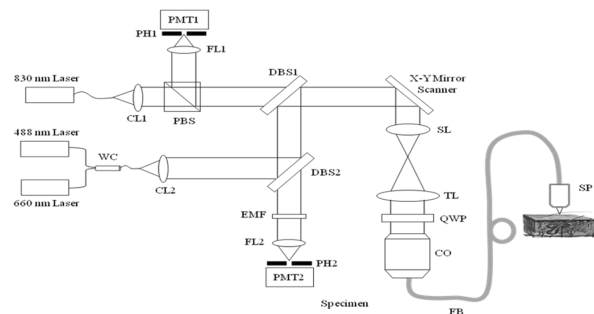 PMT1
PH1
FL1
830 nm Laser
CL1
PBS
DBS1
X-Y Mirror
Scanner
488 nm Laser
WC
SL
CL2
DBS2
660 nm Laser
TL
SP
EMF
QWP
FL2
CO
PH2
PMT2
Specimen
FB